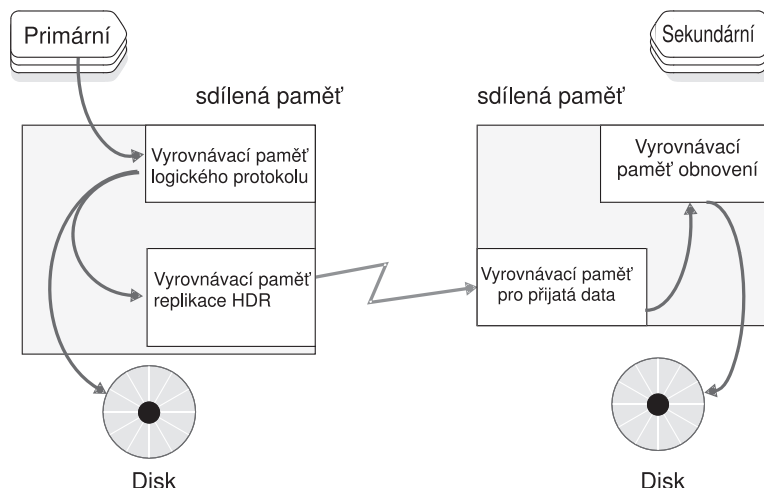 Primární
Sekundární
sdílená paměť
sdílená paměť
Vyrovnávací paměť
logického protokolu
Vyrovnávací
paměť obnovení
Vyrovnávací paměť
replikace HDR
Vyrovnávací paměť
pro přijatá data
Disk
Disk